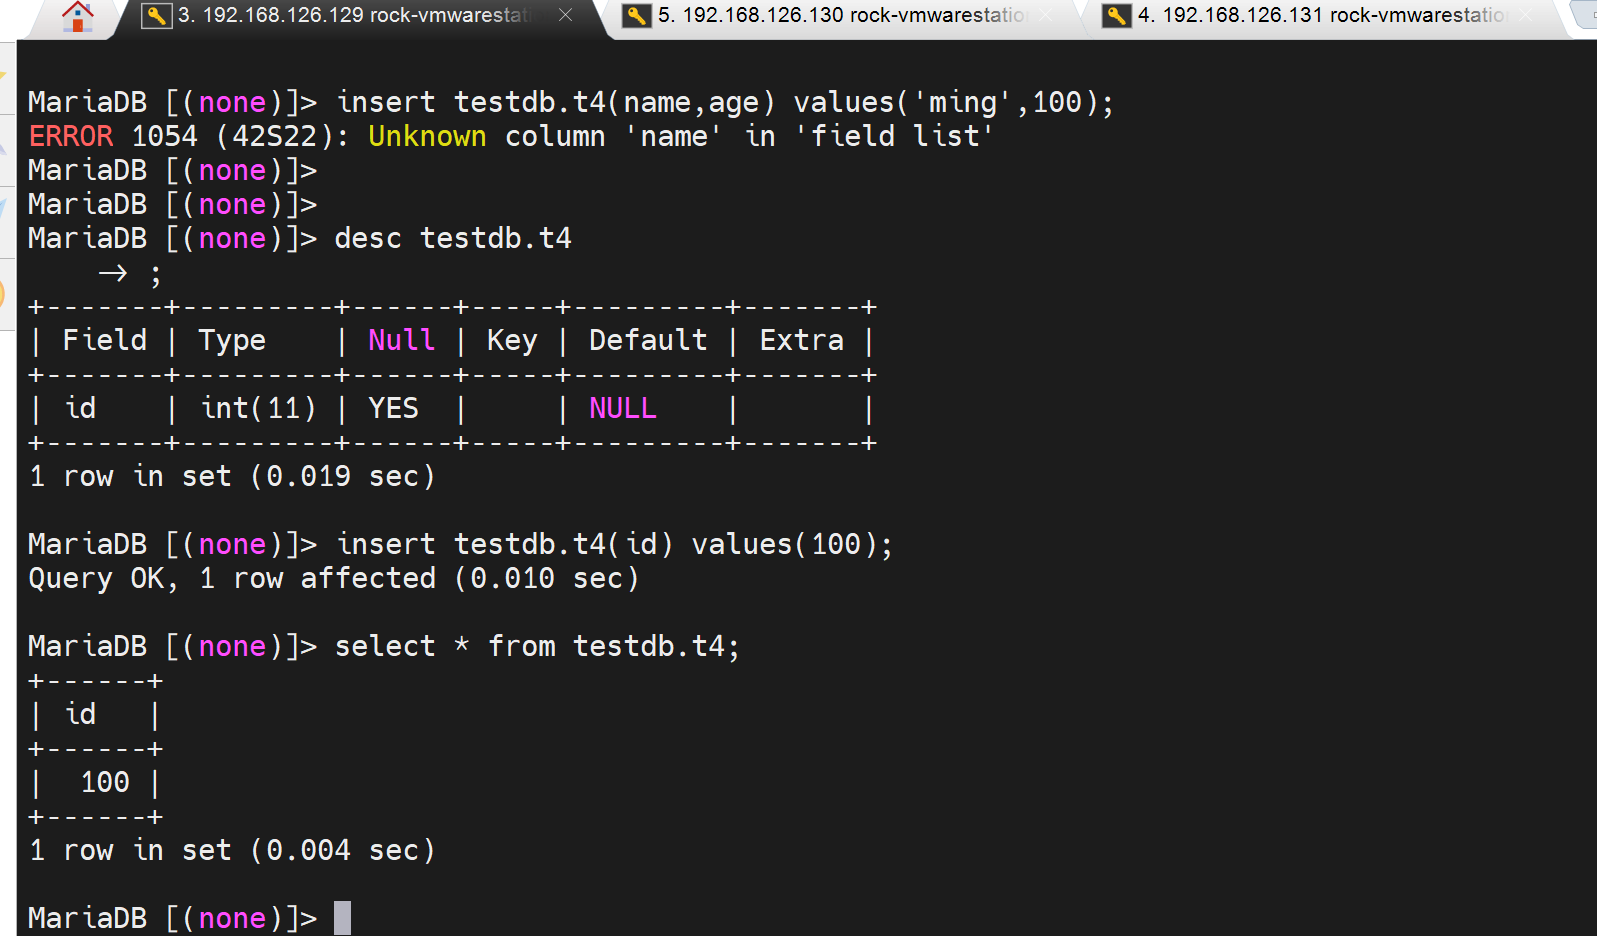 3. 192.168.126.129 rock-vmwarestati
5. 192.168.126.130 rock-vmwarestatio
4. 192.168.126.131 rock-vmwarestatio
MariaDB [(none)]> insert testdb.t4(name,age) values('ming',100);
ERROR 1054 (42S22): Unknown column 'name' in 'field list'
MariaDB [(none)]>
MariaDB [(none)]>
MariaDB [(none)]> desc testdb.t4
    -> ;
+-------+---------+------+-----+---------+-------+
| Field | Type    | Null | Key | Default | Extra |
+-------+---------+------+-----+---------+-------+
| id    | int(11) | YES  |     | NULL    |       |
+-------+---------+------+-----+---------+-------+
1 row in set (0.019 sec)
MariaDB [(none)]> insert testdb.t4(id) values(100);
Query OK, 1 row affected (0.010 sec)
MariaDB [(none)]> select * from testdb.t4;
+------+
| id   |
+------+
|  100 |
+------+
1 row in set (0.004 sec)
MariaDB [(none)]>